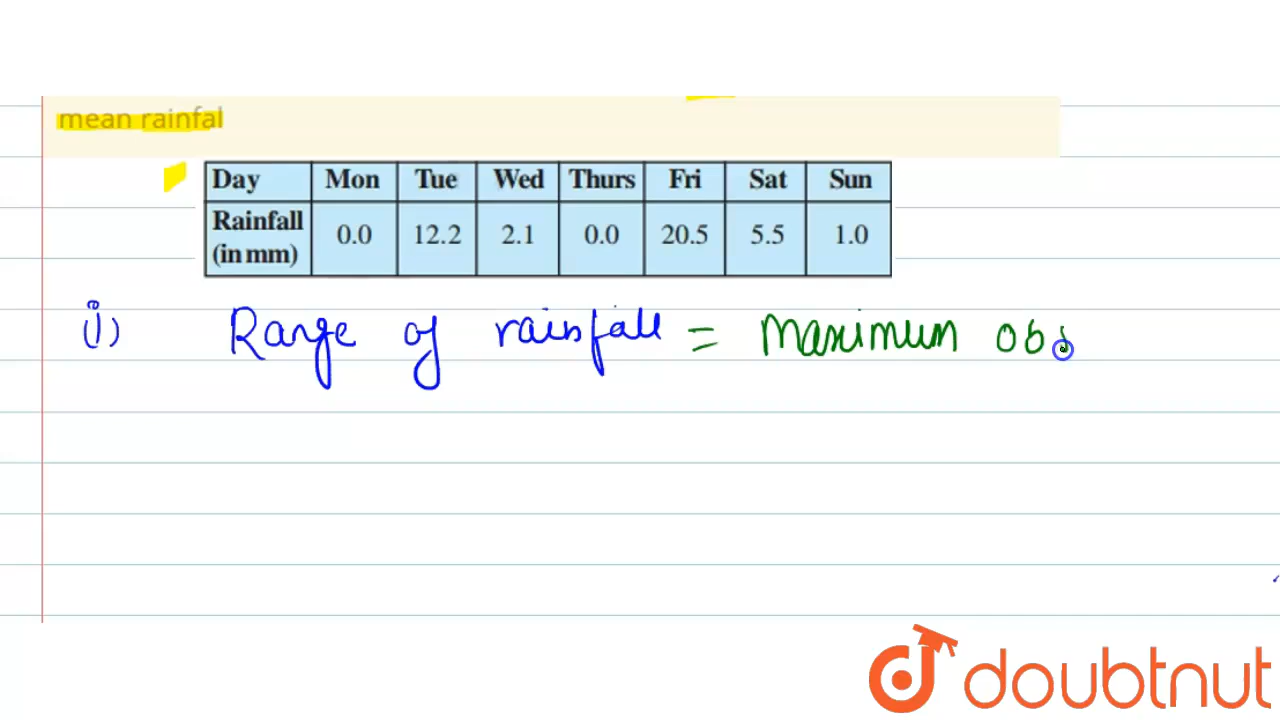 mean rainfal
Day Mon Tue Wed Thurs Fri Sat Sun
Rainfall (in mm) 0.0 12.2 2.1 0.0 20.5 5.5 1.0
(i) Range of rainfall = Maximum obs
doubtnut